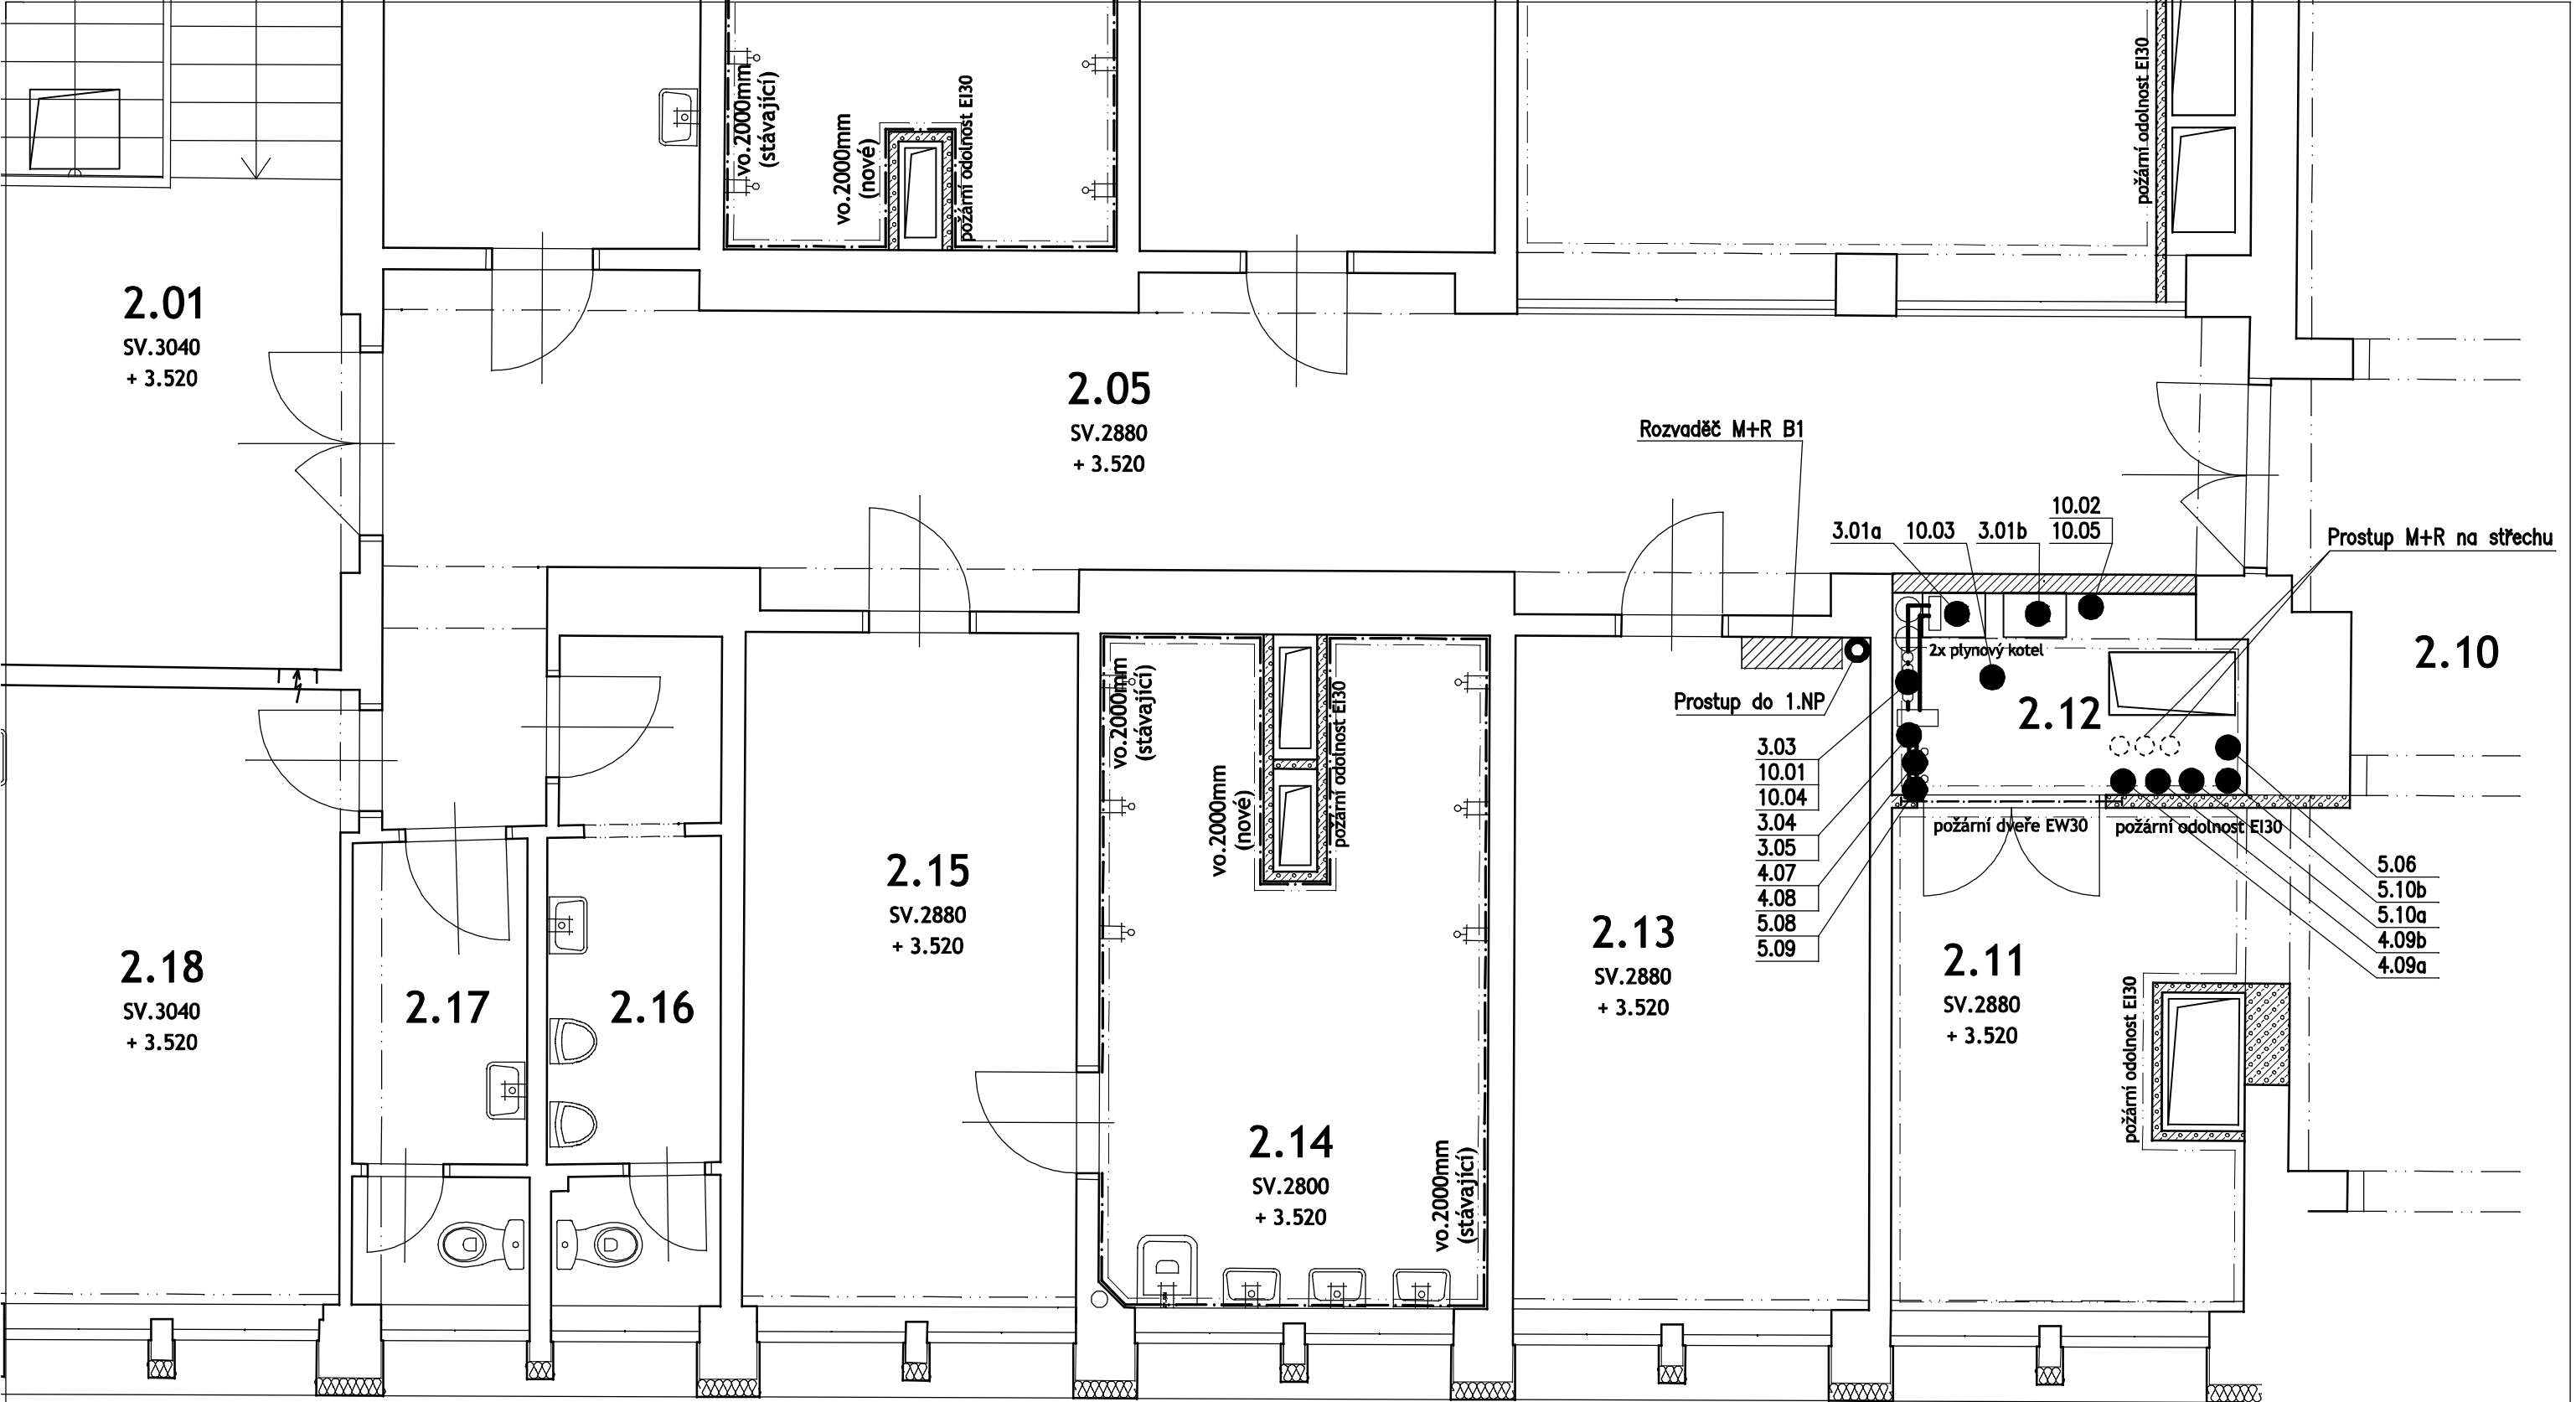 vo.2000mm
(stávající)
vo.2000mm
(nové)
požární odolnost EI30
požární odolnost EI30
2.01
SV.3040
+ 3.520
2.05
SV.2880
+ 3.520
Rozvaděč M+R B1
3.01a
10.03
3.01b
10.02
10.05
Prostup M+R na střechu
2x plynový kotel
2.10
2.12
Prostup do 1.NP
3.03
10.01
10.04
3.04
3.05
4.07
4.08
5.08
5.09
požární dveře EW30
požární odolnost EI30
5.06
5.10b
5.10a
4.09b
4.09a
vo.2000mm
(stávající)
vo.2000mm
(nové)
požární odolnost EI30
2.15
SV.2880
+ 3.520
2.13
SV.2880
+ 3.520
2.11
SV.2880
+ 3.520
požární odolnost EI30
2.18
SV.3040
+ 3.520
2.17
2.16
2.14
SV.2800
+ 3.520
vo.2000mm
(stávající)